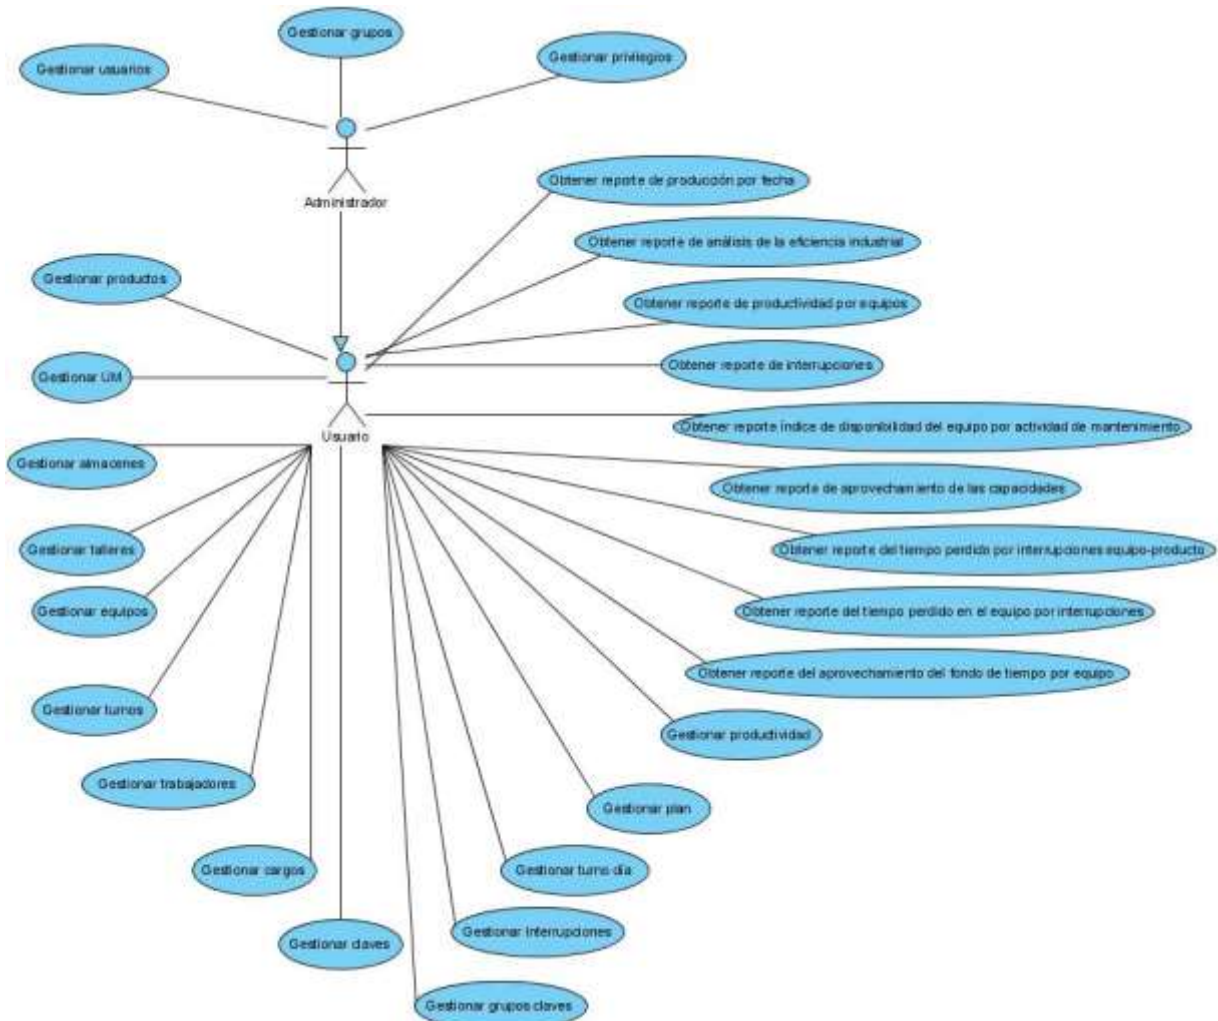 Gestionar grupos
Gestionar usuarios
Gestionar privilegios
Administrador
Obtener reporte de producción por fecha
Obtener reporte de análisis de la eficiencia industrial
Gestionar productos
Obtener reporte de productividad por equipos
Obtener reporte de interrupciones
Gestionar UM
Usuario
Obtener reporte índice de disponibilidad del equipo por actividad de mantenimiento
Gestionar almacenes
Obtener reporte de aprovechamiento de las capacidades
Gestionar talleres
Obtener reporte del tiempo perdido por interrupciones equipo-producto
Gestionar equipos
Obtener reporte del tiempo perdido en el equipo por interrupciones
Obtener reporte del aprovechamiento del fondo de tiempo por equipo
Gestionar turnos
Gestionar productividad
Gestionar trabajadores
Gestionar plan
Gestionar cargos
Gestionar turno día
Gestionar Interrupciones
Gestionar claves
Gestionar grupos claves